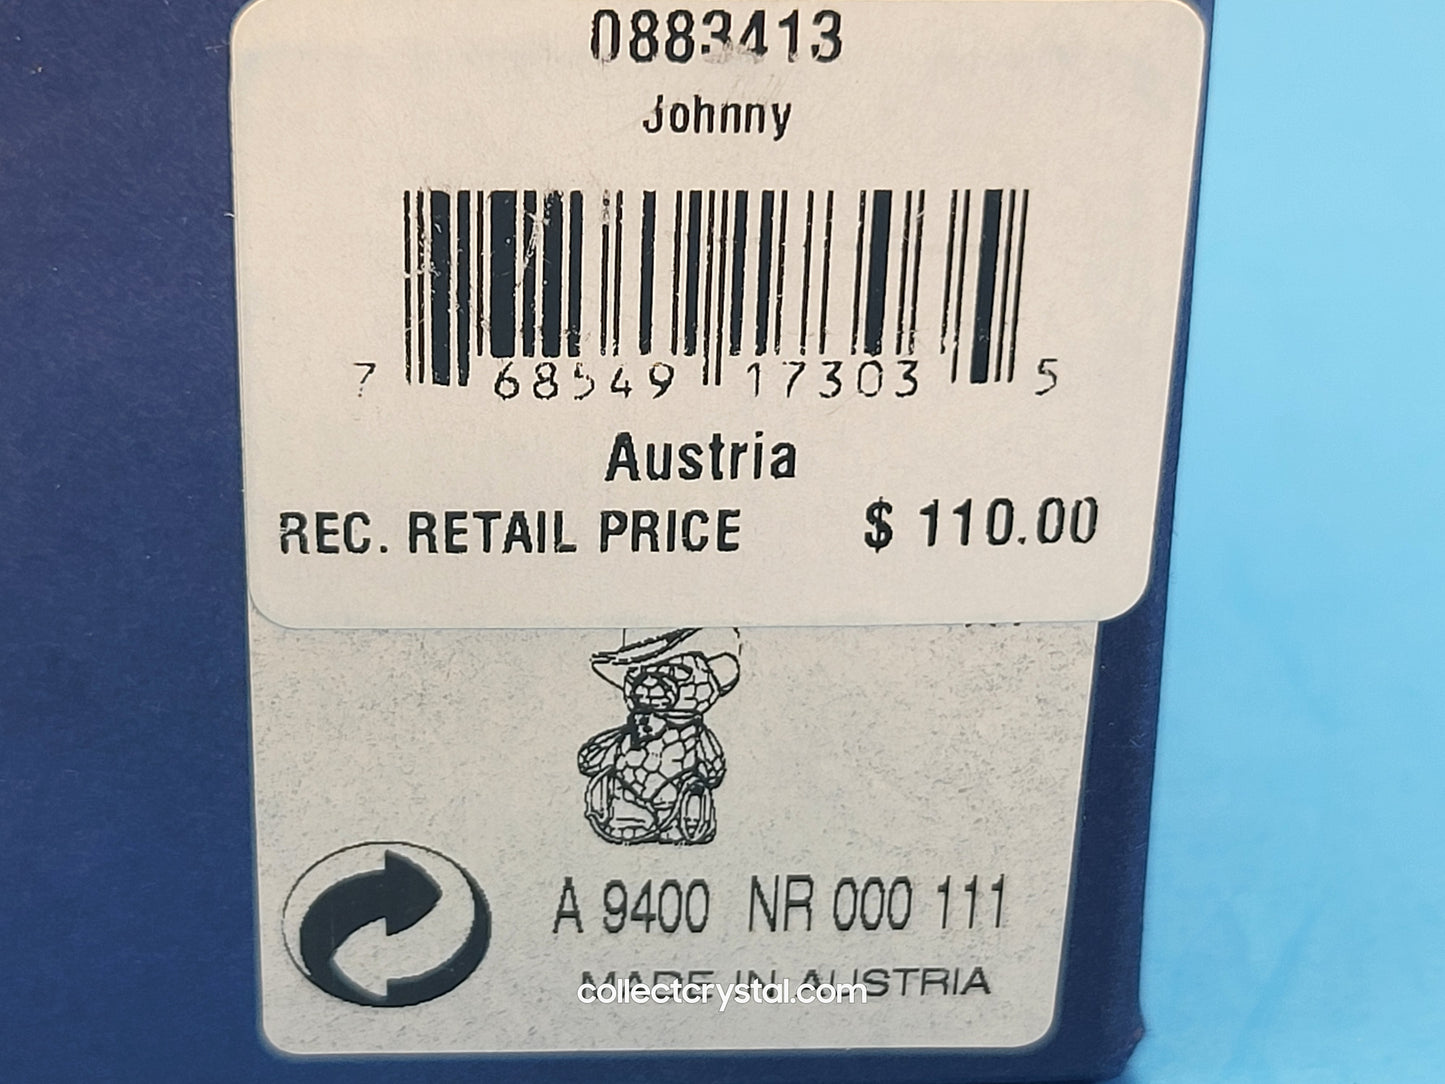 0883413
Johnny
7 68549 17303 5
Austria
REC. RETAIL PRICE $ 110.00
A 9400 NR 000 111
MADE IN AUSTRIA
collectcrystal.com